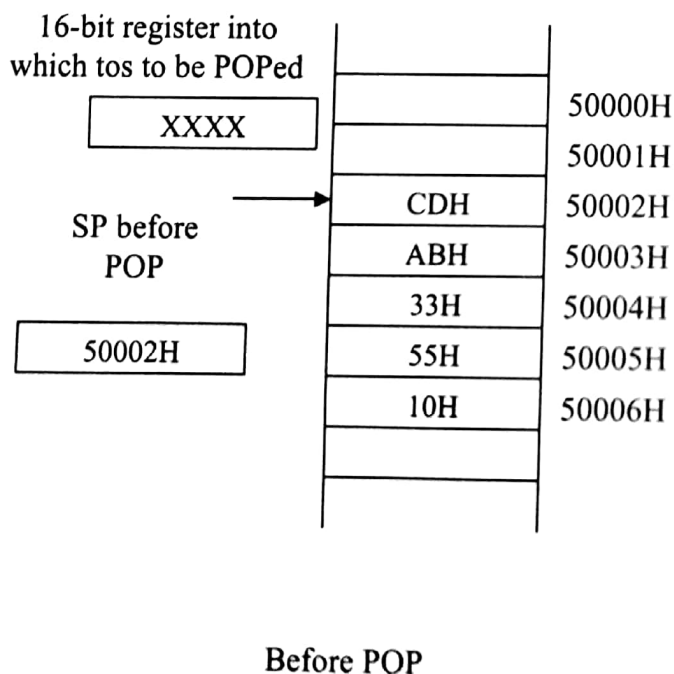 16-bit register into
which tos to be POPed
XXXX
50000H
50001H
CDH 50002H
SP before
POP
ABH 50003H
33H 50004H
50002H
55H 50005H
10H 50006H
Before POP